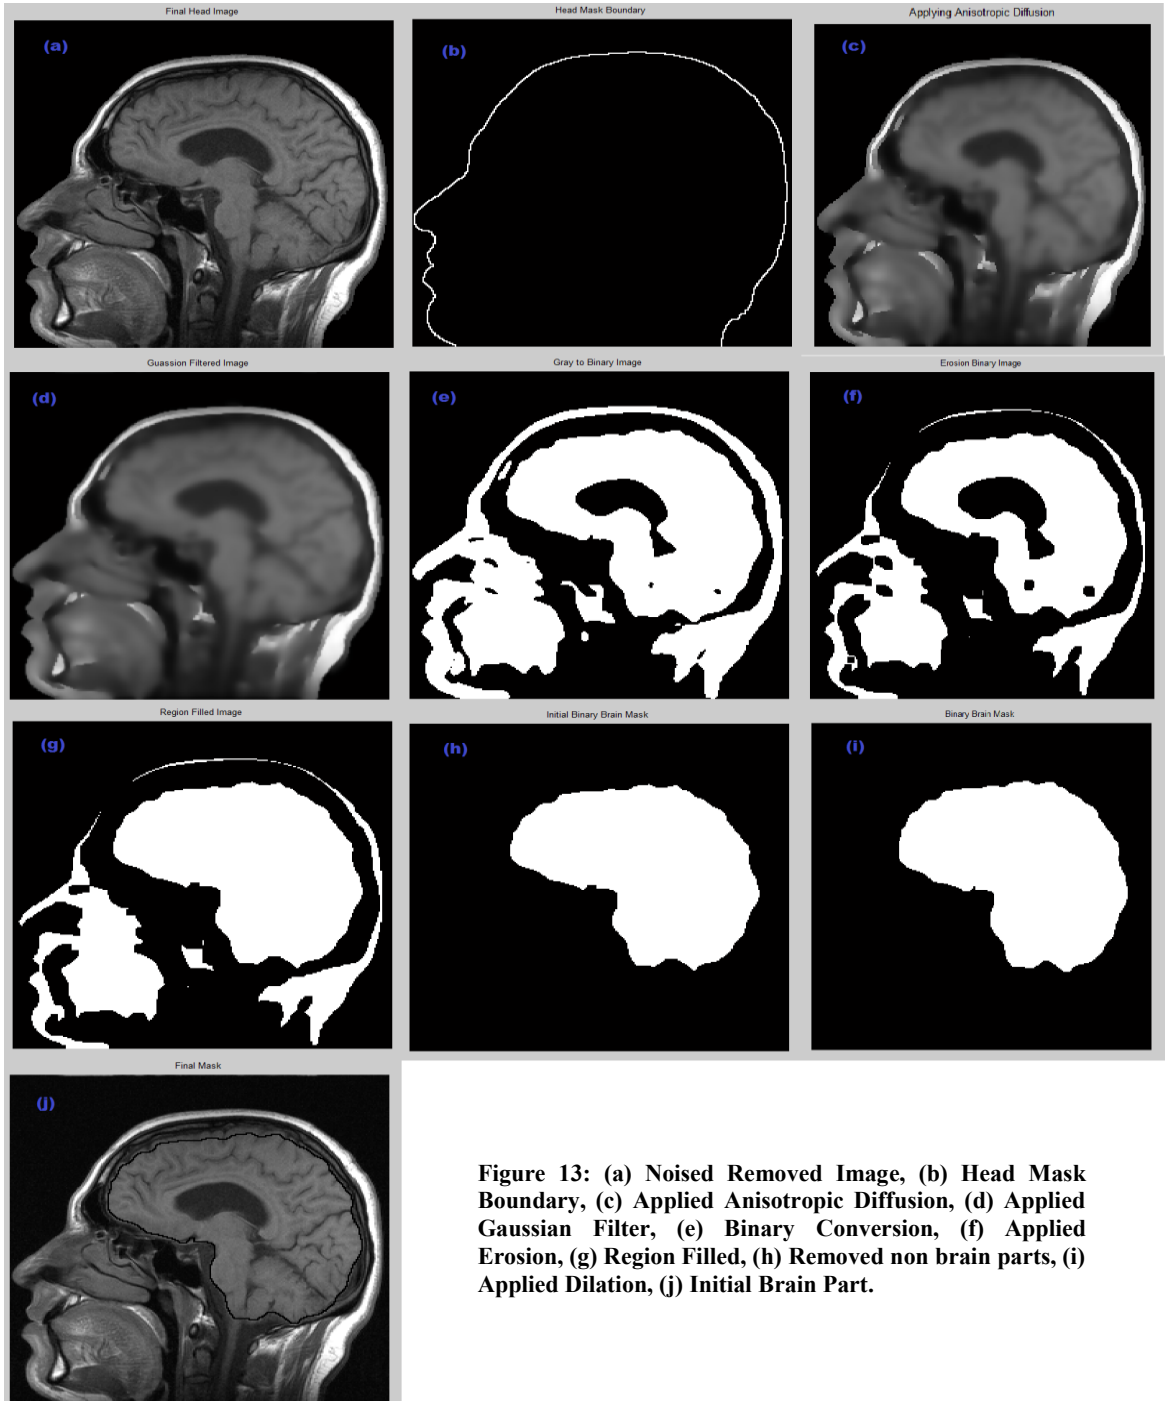 Final Head Image
(a)
Head Mask Boundary
(b)
Applying Anisotropic Diffusion
(c)
Guassion Filtered Image
(d)
Gray to Binary Image
(e)
Erosion Binary Image
(f)
Region Filled Image
(g)
Initial Binary Brain Mask
(h)
Binary Brain Mask
(i)
Final Mask
(j)
Figure 13: (a) Noised Removed Image, (b) Head Mask
Boundary, (c) Applied Anisotropic Diffusion, (d) Applied
Gaussian Filter, (e) Binary Conversion, (f) Applied
Erosion, (g) Region Filled, (h) Removed non brain parts, (i)
Applied Dilation, (j) Initial Brain Part.